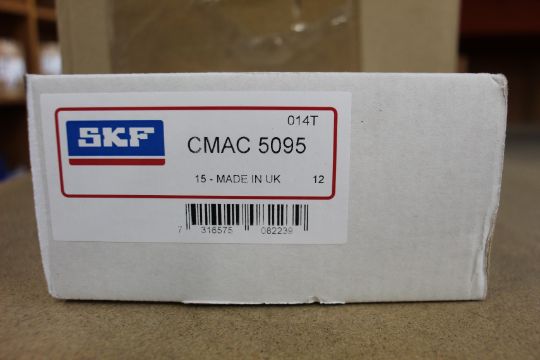 014T
SKF
CMAC 5095
15 - MADE IN UK 12
7 316575 082239